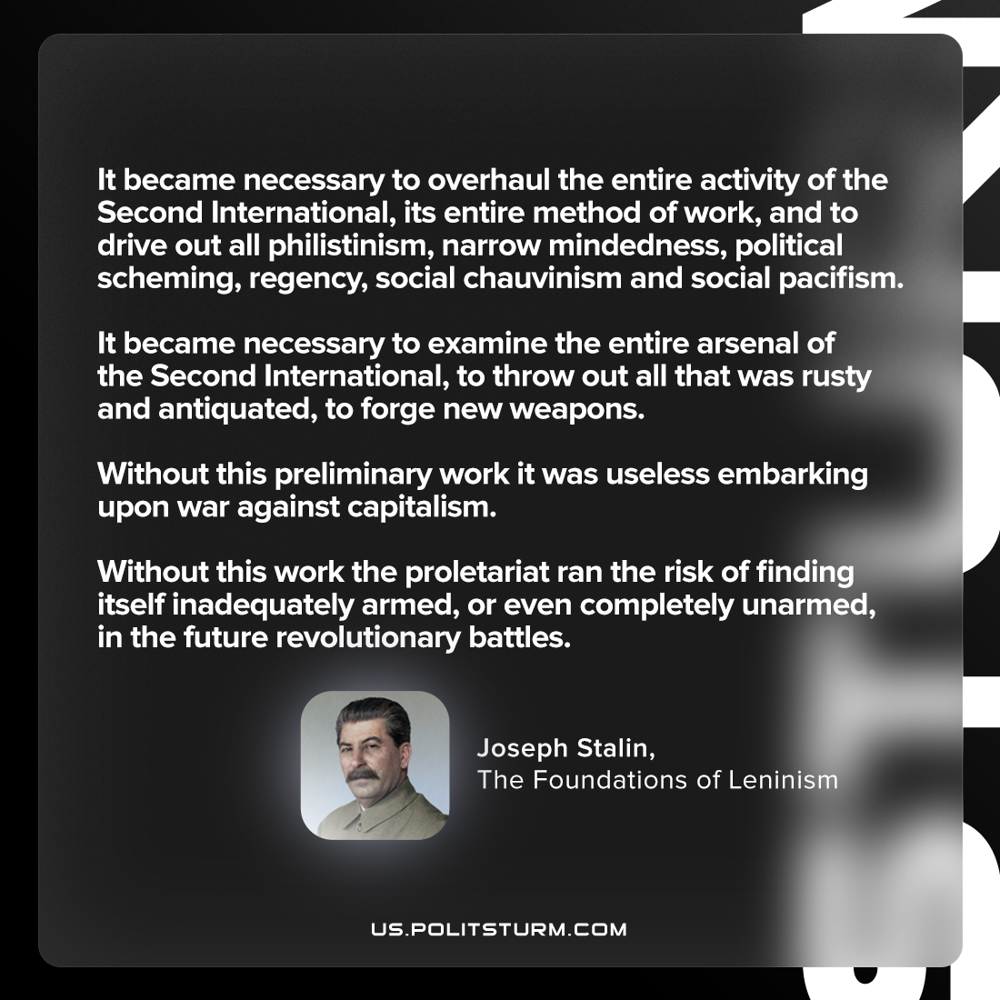 It became necessary to overhaul the entire activity of the
Second International, its entire method of work, and to
drive out all philistinism, narrow mindedness, political
scheming, regency, social chauvinism and social pacifism.
It became necessary to examine the entire arsenal of
the Second International, to throw out all that was rusty
and antiquated, to forge new weapons.
Without this preliminary work it was useless embarking
upon war against capitalism.
Without this work the proletariat ran the risk of finding
itself inadequately armed, or even completely unarmed,
in the future revolutionary battles.
Joseph Stalin,
The Foundations of Leninism
US.POLITSTURM.COM